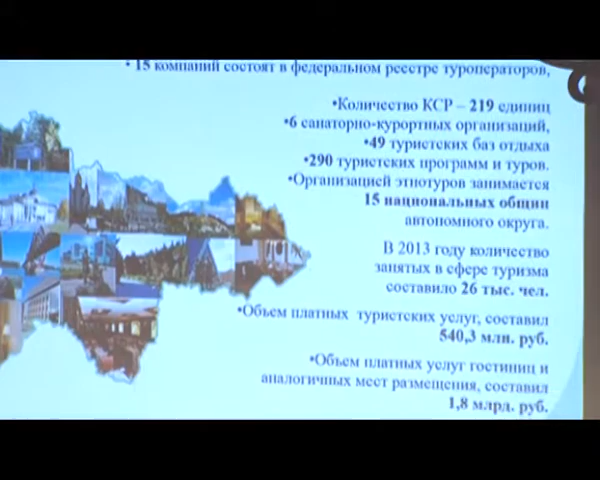 •15 компаний состоят в федеральном реестре туроператоров,
•Количество КСР – 219 единиц
•6 санаторно-курортных организаций,
•49 туристских баз отдыха
•290 туристских программ и туров.
•Организацией этнотуров занимается
15 национальных общин
автономного округа.
В 2013 году количество
занятых в сфере туризма
составило 26 тыс. чел.
•Объем платных туристских услуг, составил
540,3 млн. руб.
•Объем платных услуг гостиниц и
аналогичных мест размещения, составил
1,8 млрд. руб.